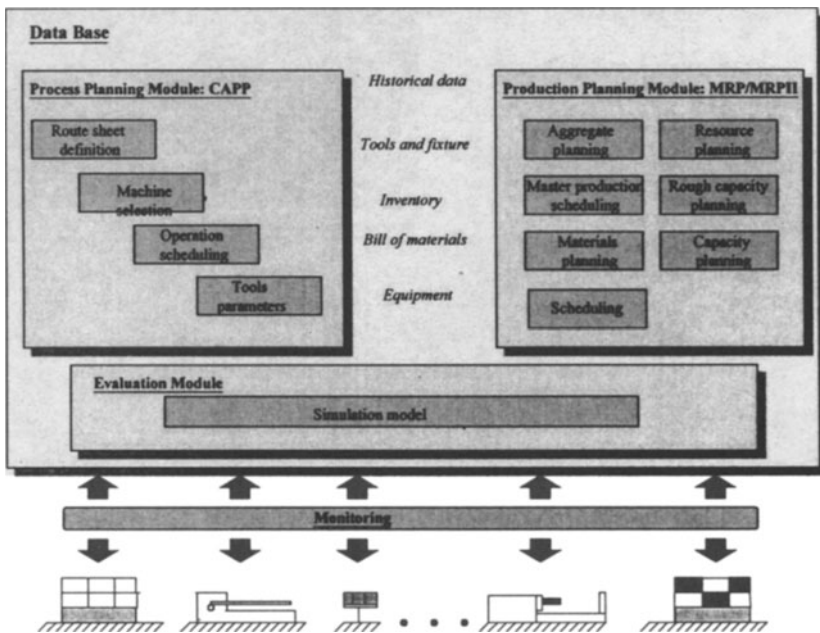 Data Base
Process Planning Module: CAPP
Route sheet
definition
Machine
selection
Operation
scheduling
Tools
parameters
Historical data
Tools and fixture
Inventory
Bill of materials
Equipment
Production Planning Module: MRP/MRPII
Aggregate
planning
Resource
planning
Master production
scheduling
Rough capacity
planning
Materials
planning
Capacity
planning
Scheduling
Evaluation Module
Simulation model
Monitoring